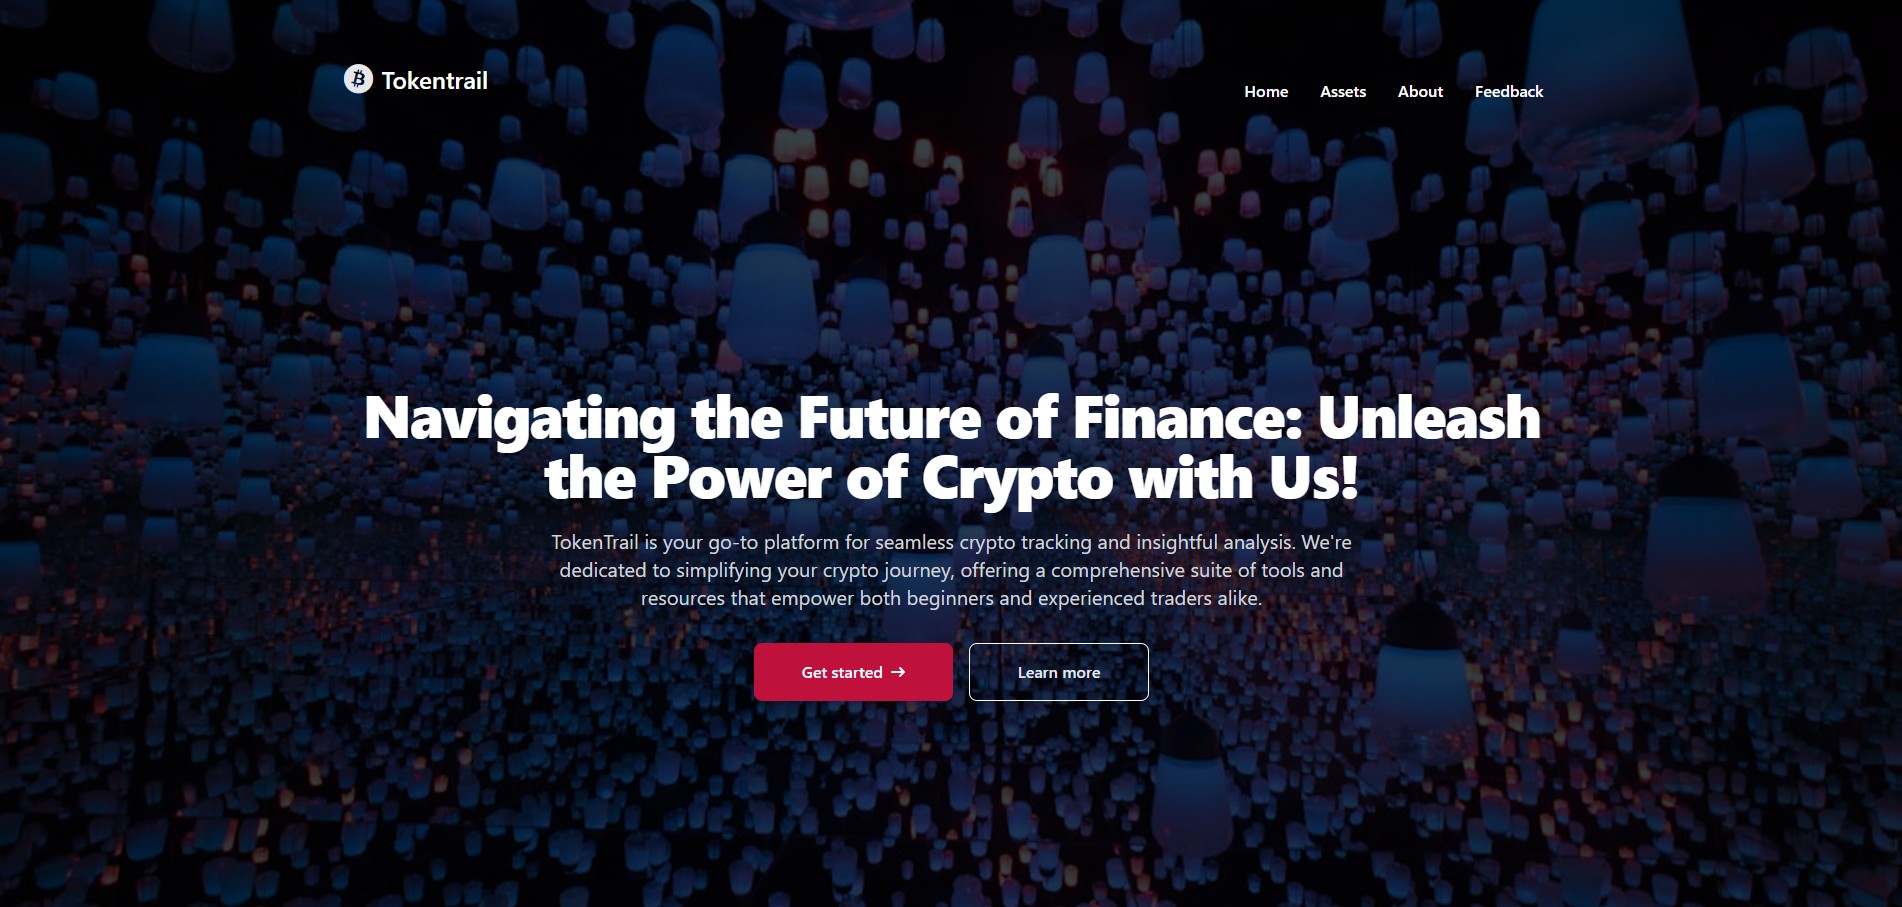 Tokentrail
Home Assets About Feedback
Navigating the Future of Finance: Unleash
the Power of Crypto with Us!
TokenTrail is your go-to platform for seamless crypto tracking and insightful analysis. We're
dedicated to simplifying your crypto journey, offering a comprehensive suite of tools and
resources that empower both beginners and experienced traders alike.
Get started →
Learn more